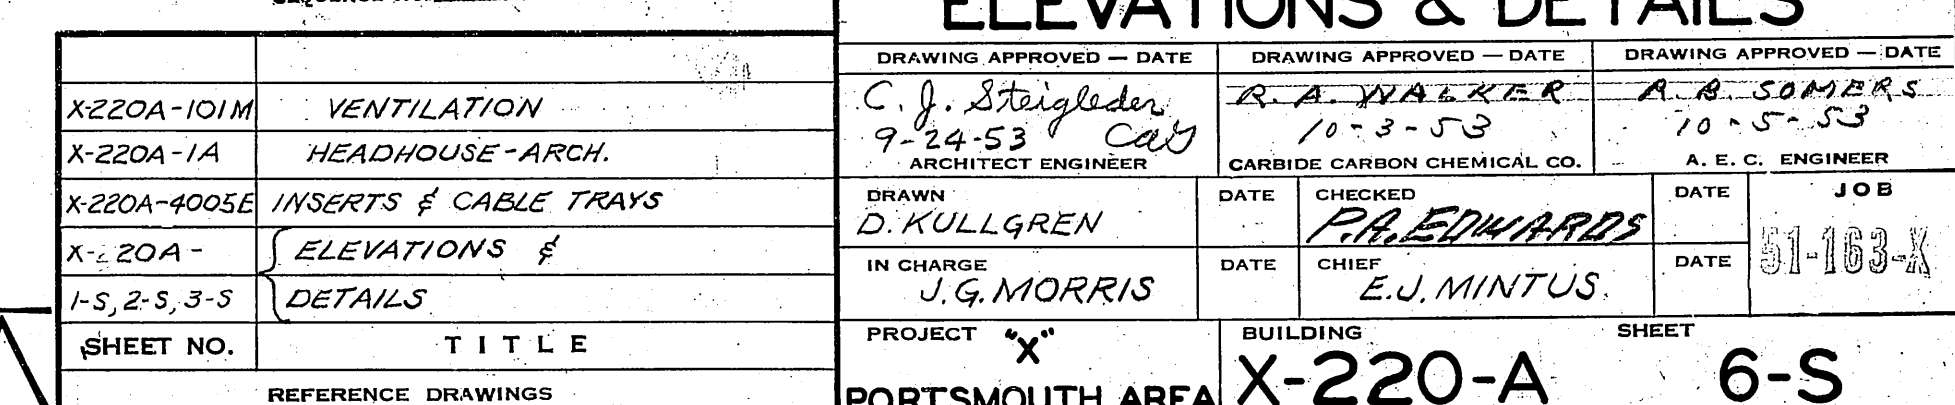 ELEVATIONS & DETAILS
X-220A-101M VENTILATION
X-220A-1A HEADHOUSE-ARCH.
X-220A-4005E INSERTS & CABLE TRAYS
X- 20A- ELEVATIONS &
1-S, 2-S, 3-S DETAILS
SHEET NO. TITLE
REFERENCE DRAWINGS
DRAWING APPROVED — DATE DRAWING APPROVED — DATE DRAWING APPROVED — DATE
C. J. Steigleder R. A. WALKER R. B. SOMERS
9-24-53 10-3-53 10-5-53
ARCHITECT ENGINEER CARBIDE CARBON CHEMICAL CO. A. E. C. ENGINEER
DRAWN DATE CHECKED DATE JOB
D. KULLGREN P.A. EDWARDS 51-163-X
IN CHARGE DATE CHIEF DATE
J. G. MORRIS E. J. MINTUS.
PROJECT "X" BUILDING SHEET
PORTSMOUTH AREA X-220-A 6-S